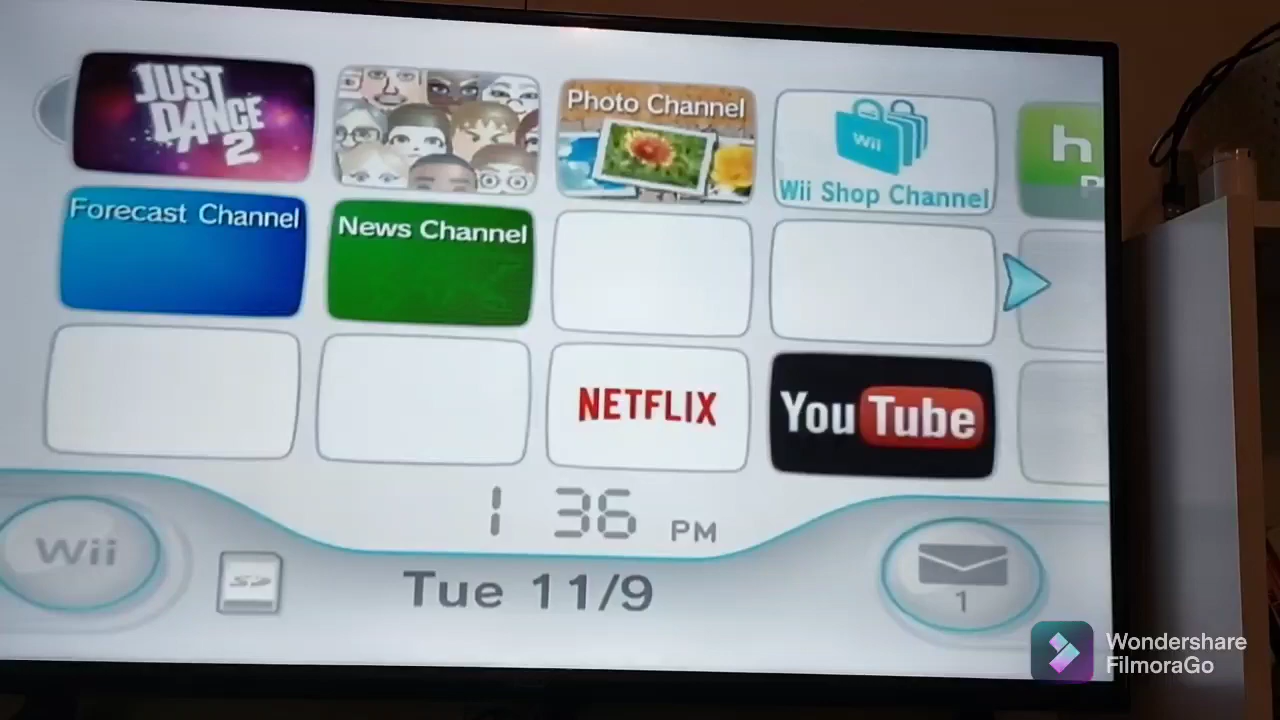 JUST
DANCE
2
Photo Channel
Wii
Wii Shop Channel
h
Forecast Channel
News Channel
NETFLIX
YouTube
1 36 PM
Wii
SD
Tue 11/9
1
Wondershare
FilmoraGo